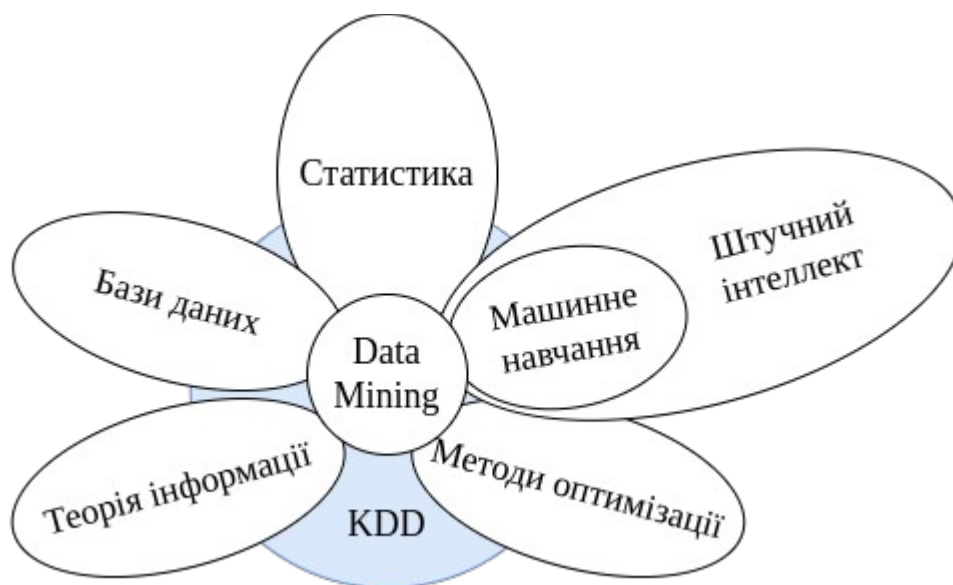 Статистика
Штучний
інтеллект
Бази даних
Машинне
навчання
Data
Mining
Теорія інформації
Методи оптимізації
KDD